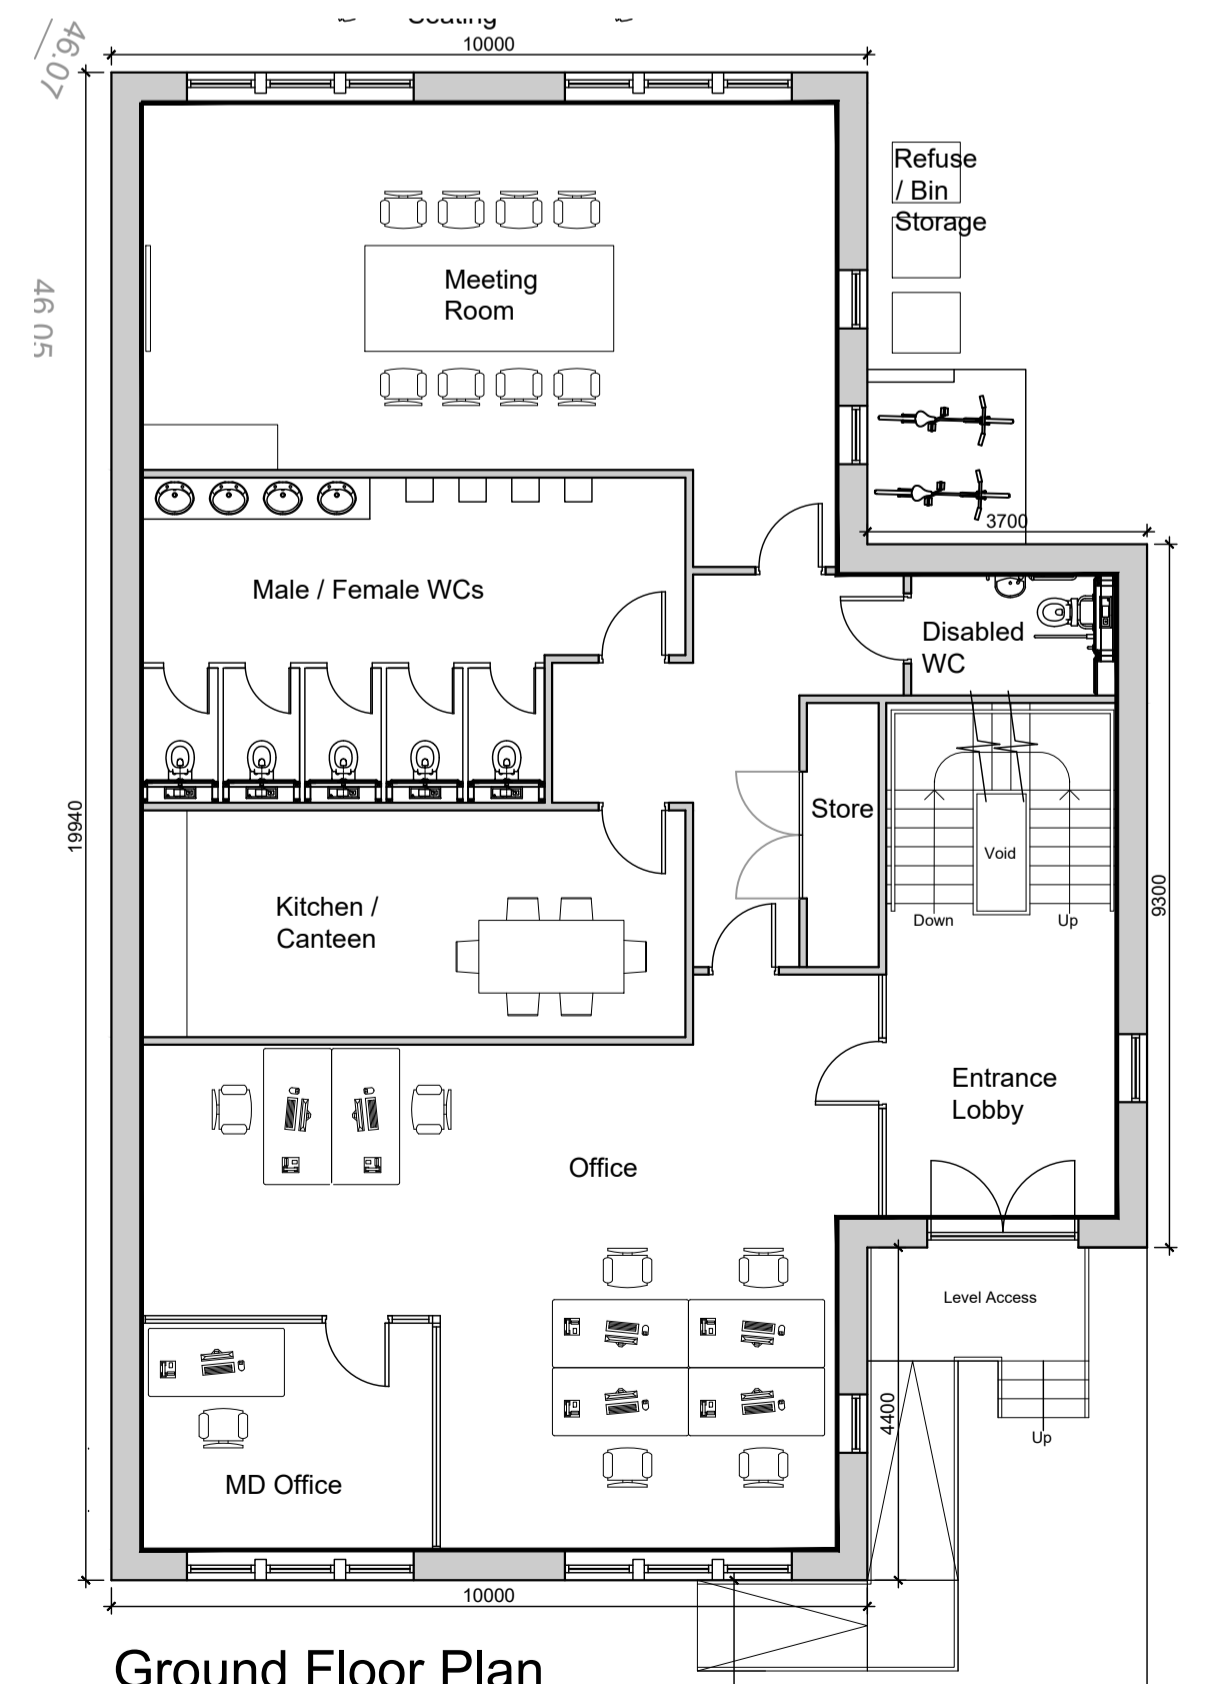 Seating
10000
46.07
Refuse
/ Bin
Storage
Meeting
Room
46.05
3700
Male / Female WCs
Disabled
WC
Store
19940
Void
9300
Kitchen /
Canteen
Down
Up
Entrance
Lobby
Office
Level Access
4400
Up
MD Office
10000
Ground Floor Plan